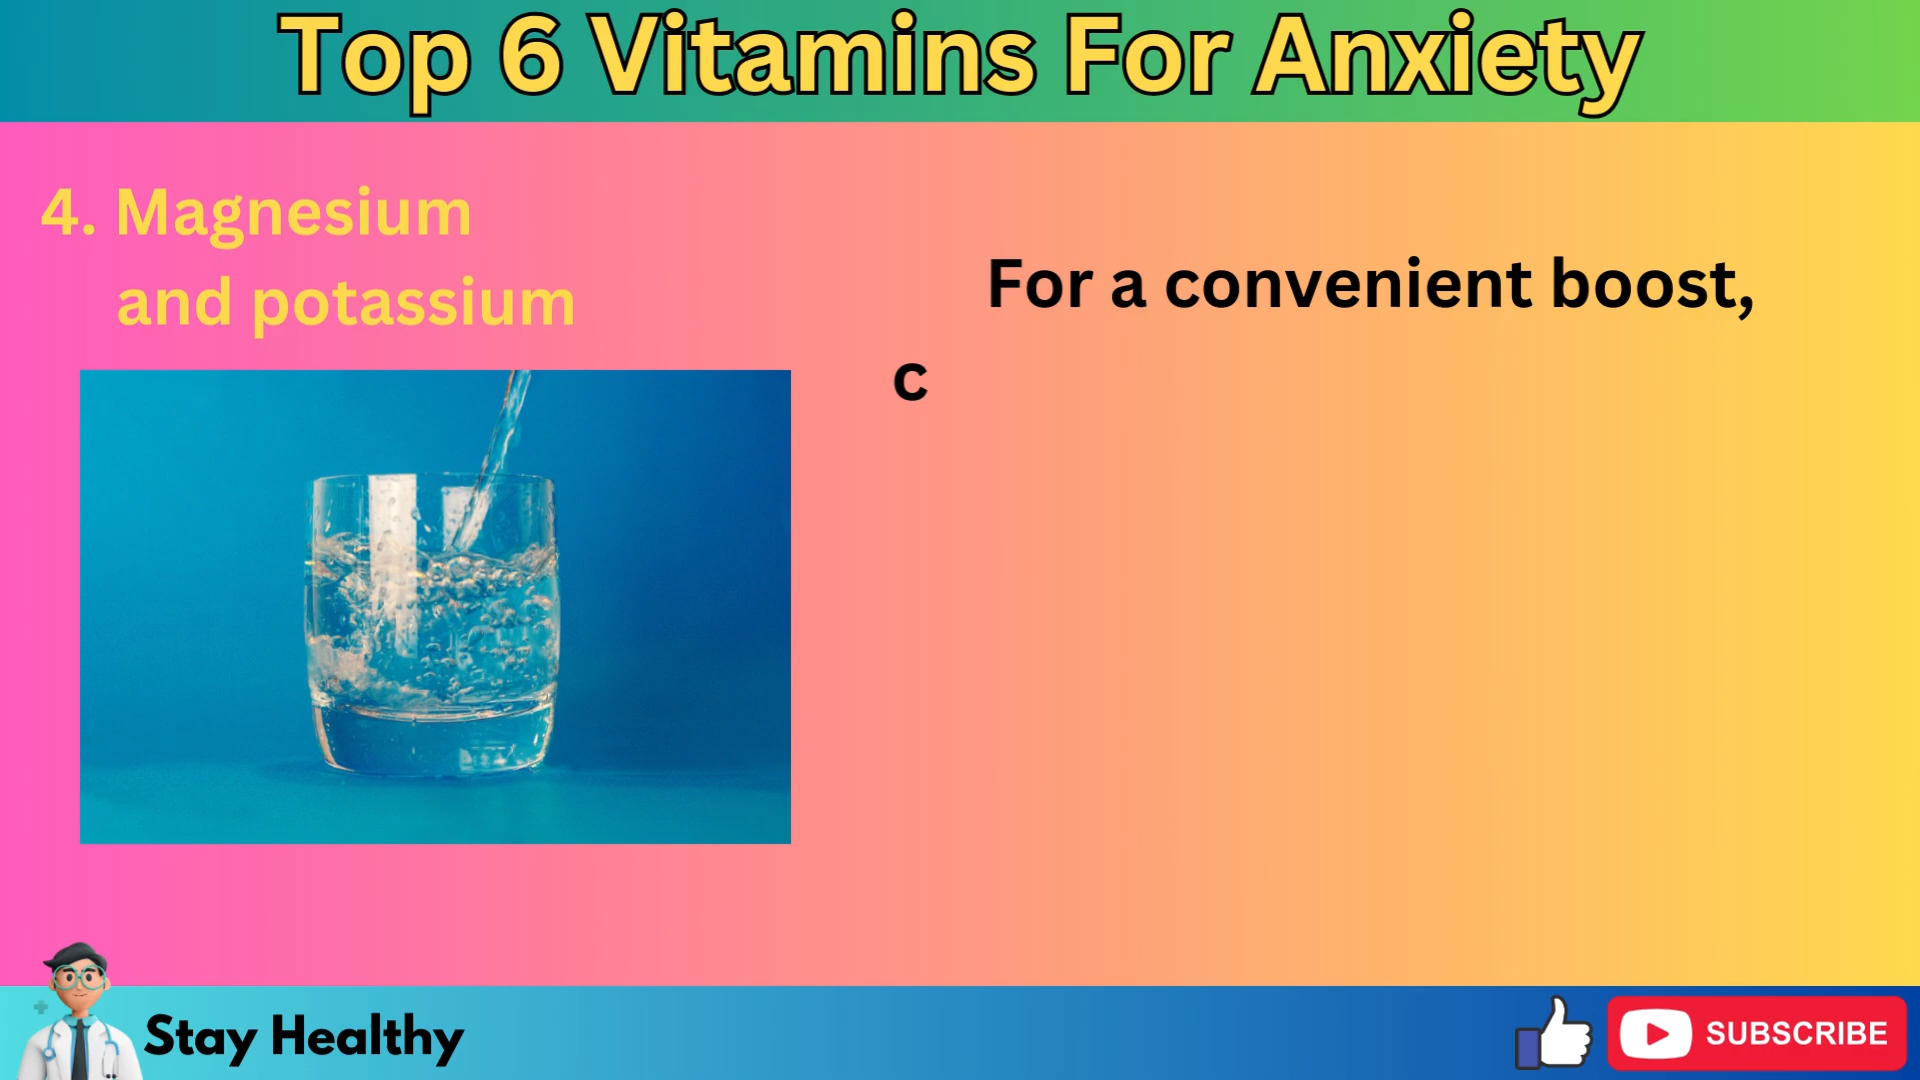 Top 6 Vitamins For Anxiety
4. Magnesium
and potassium
For a convenient boost,
c
Stay Healthy
SUBSCRIBE